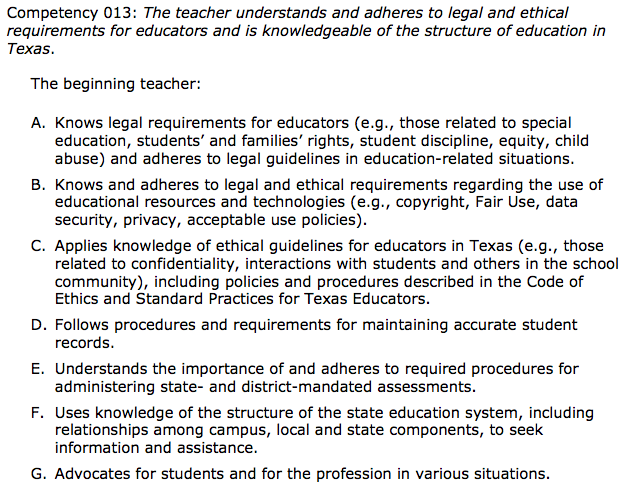 Competency 013: The teacher understands and adheres to legal and ethical
requirements for educators and is knowledgeable of the structure of education in
Texas.
The beginning teacher:
A. Knows legal requirements for educators (e.g., those related to special
education, students' and families' rights, student discipline, equity, child
abuse) and adheres to legal guidelines in education-related situations.
B. Knows and adheres to legal and ethical requirements regarding the use of
educational resources and technologies (e.g., copyright, Fair Use, data
security, privacy, acceptable use policies).
C. Applies knowledge of ethical guidelines for educators in Texas (e.g., those
related to confidentiality, interactions with students and others in the school
community), including policies and procedures described in the Code of
Ethics and Standard Practices for Texas Educators.
D. Follows procedures and requirements for maintaining accurate student
records.
E. Understands the importance of and adheres to required procedures for
administering state- and district-mandated assessments.
F. Uses knowledge of the structure of the state education system, including
relationships among campus, local and state components, to seek
information and assistance.
G. Advocates for students and for the profession in various situations.